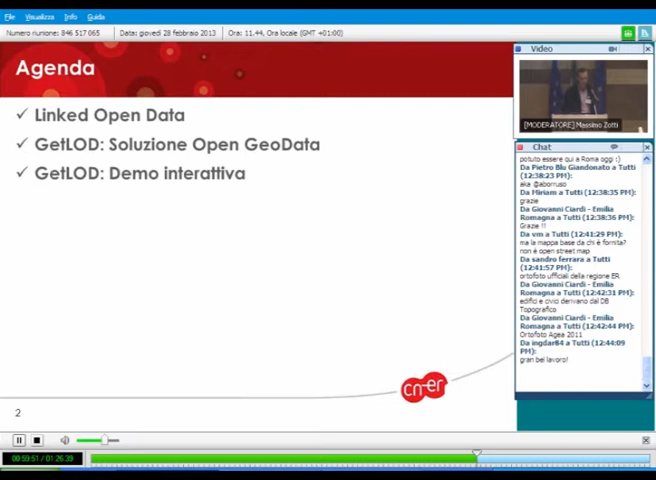 File Visualizza Info Guida
Numero riunione: 846 517 065 Data: giovedì 28 febbraio 2013 Ora: 11.44, Ora locale (GMT +01:00)
Agenda
✓ Linked Open Data
✓ GetLOD: Soluzione Open GeoData
✓ GetLOD: Demo interattiva
cn-er
2
Video
[MODERATORE] Massimo Zotti
Chat
potuto essere qui a Roma oggi :)
Da Pietro Blu Giandonato a Tutti
(12:38:23 PM):
aka @aborruso
Da Miriam a Tutti (12:38:35 PM):
grazie
Da Giovanni Ciardi - Emilia
Romagna a Tutti (12:38:36 PM):
Grazie !!
Da vm a Tutti (12:41:29 PM):
ma la mappa base da chi è fornita?
non è open street map
Da sandro ferrara a Tutti
(12:41:57 PM):
ortofoto ufficiali della regione ER
Da Giovanni Ciardi - Emilia
Romagna a Tutti (12:42:31 PM):
edifici e civici derivano dal DB
Topografico
Da Giovanni Ciardi - Emilia
Romagna a Tutti (12:42:44 PM):
Ortofoto Agea 2011
Da ingdar84 a Tutti (12:44:09
PM):
gran bel lavoro!
00:59:51 / 01:26:39